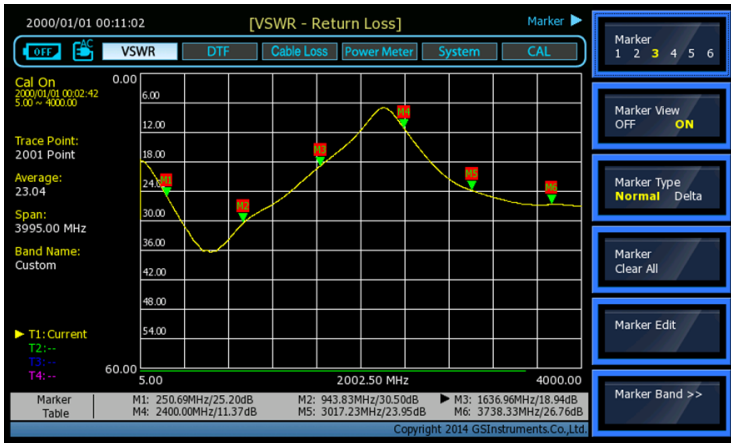 2000/01/01 00:11:02 [VSWR - Return Loss] Marker
OFF AC VSWR DTF Cable Loss Power Meter System CAL
Cal On
2000/01/01 00:02:42
5.00 ~ 4000.00
Trace Point:
2001 Point
Average:
23.04
Span:
3995.00 MHz
Band Name:
Custom
T1:Current
T2:--
T3:--
T4:--
0.00
6.00
12.00
18.00
24.00
30.00
36.00
42.00
48.00
54.00
60.00
M1
M2
M3
M4
M5
M6
5.00 2002.50 MHz 4000.00
Marker Table
M1: 250.69MHz/25.20dB M2: 943.83MHz/30.50dB M3: 1636.96MHz/18.94dB
M4: 2400.00MHz/11.37dB M5: 3017.23MHz/23.95dB M6: 3738.33MHz/26.76dB
Copyright 2014 GSInstruments.Co.,Ltd.
Marker
1 2 3 4 5 6
Marker View
OFF ON
Marker Type
Normal Delta
Marker
Clear All
Marker Edit
Marker Band >>